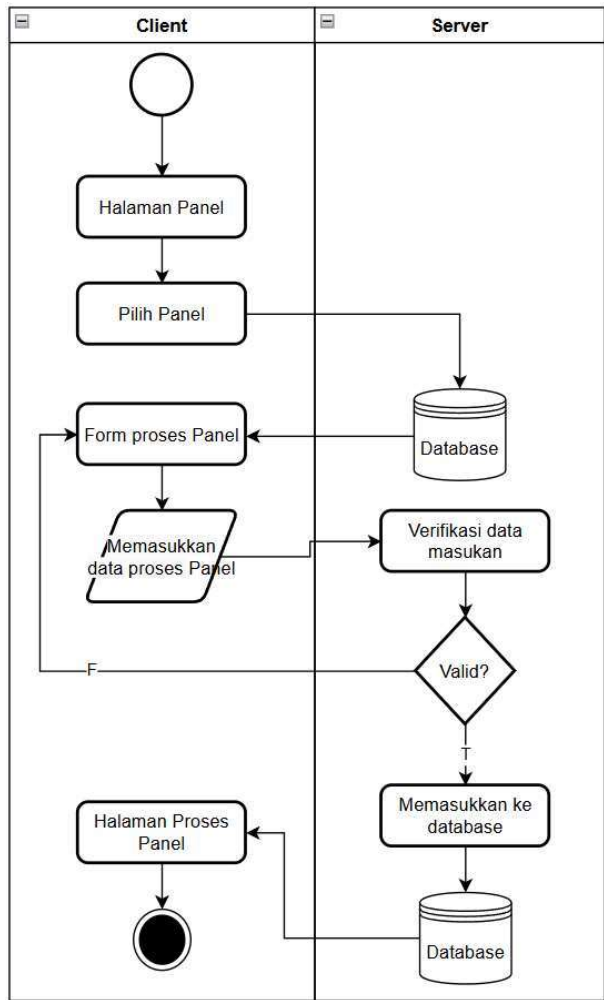 Client
Server
Halaman Panel
Pilih Panel
Database
Form proses Panel
Memasukkan
data proses Panel
Verifikasi data
masukan
Valid?
F
T
Memasukkan ke
database
Halaman Proses
Panel
Database